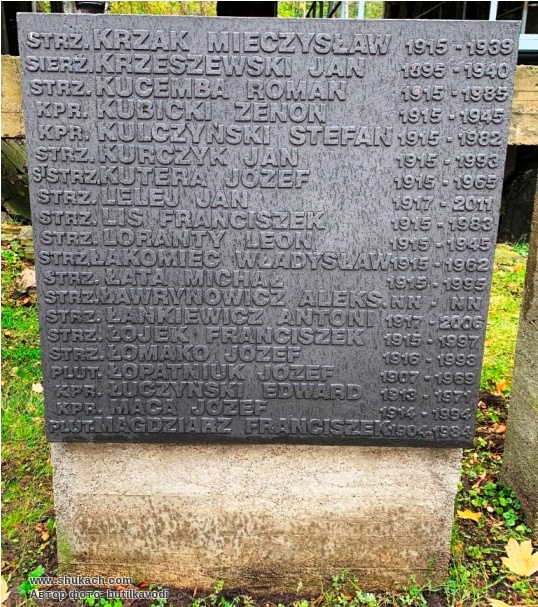 STRZ. KRZAK MIECZYSŁAW 1915 - 1939
SIERŻ. KRZESZEWSKI JAN 1895 - 1940
STRZ. KUCEMBA ROMAN 1915 - 1985
KPR. KUBICKI ZENON 1915 - 1945
KPR. KULCZYŃSKI STEFAN 1915 - 1982
STRZ. KURCZYK JAN 1915 - 1993
ST.STRZ. KUTERA JÓZEF 1915 - 1965
STRZ. LELEJ JAN 1917 - 2011
STRZ. LIS FRANCISZEK 1915 - 1983
STRZ. LORANTY LEON 1915 - 1945
STRZ. ŁAKOMIEC WŁADYSŁAW 1915 - 1962
STRZ. ŁATA MICHAŁ 1915 - 1995
STRZ. ŁAWRYNOWICZ ALEKS. NN - NN
STRZ. ŁANKIEWICZ ANTONI 1917 - 2006
STRZ. ŁOJEK FRANCISZEK 1915 - 1997
STRZ. ŁOMAKO JÓZEF 1916 - 1993
PLUT. ŁOPATNIUK JÓZEF 1907 - 1969
KPR. ŁUCZYŃSKI EDWARD 1913 - 1971
KPR. MACA JÓZEF 1914 - 1994
PLUT. MAGDZIARZ FRANCISZEK 1904 - 1984
www.shukach.com
Автор фото- butilkavodi